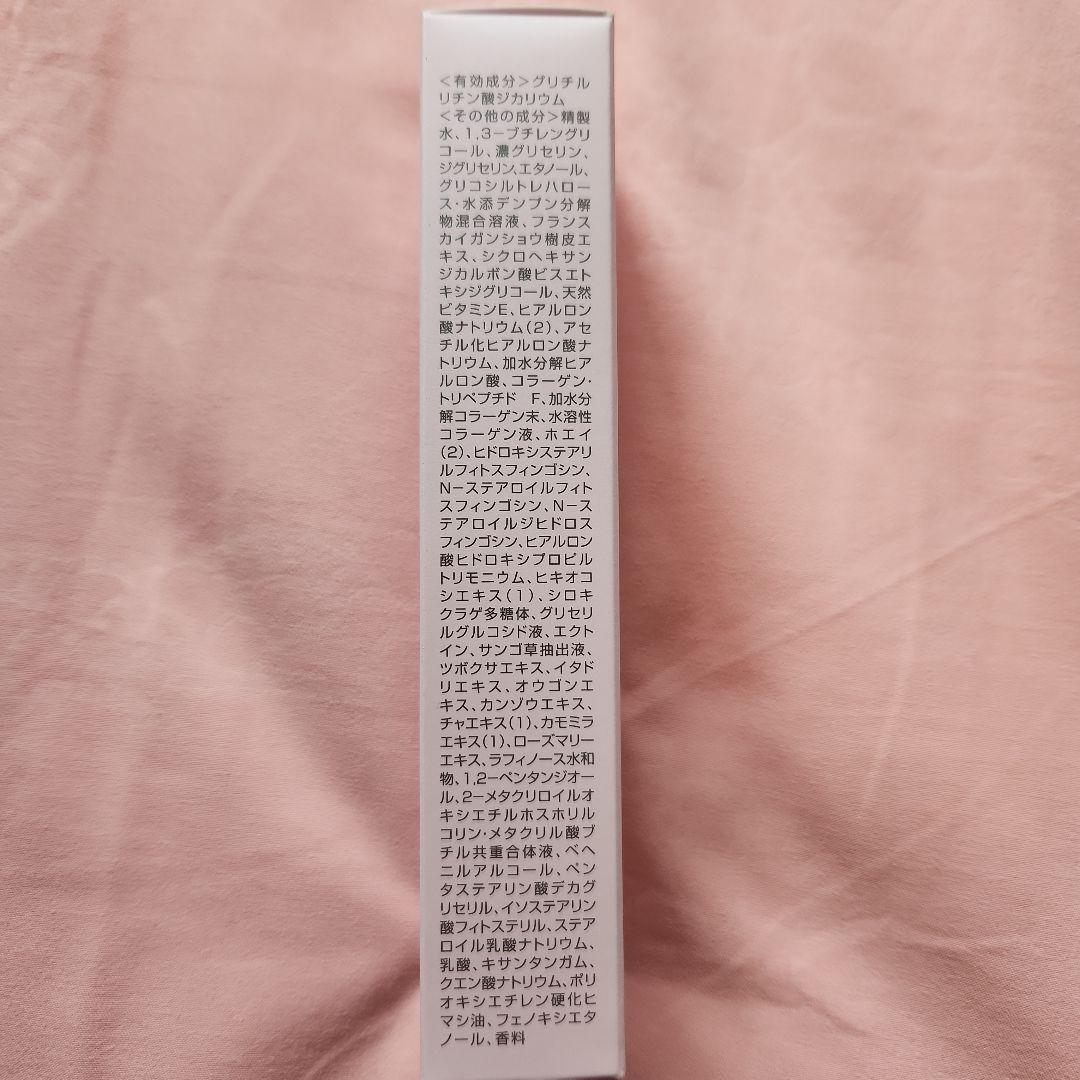 ＜有効成分＞グリチル
リチン酸ジカリウム
＜その他の成分＞精製
水、1,3－ブチレングリ
コール、濃グリセリン、
ジグリセリン、エタノール、
グリコシルトレハロー
ス・水添デンプン分解
物混合溶液、フランス
カイガンショウ樹皮エ
キス、シクロヘキサン
ジカルボン酸ビスエト
キシジグリコール、天然
ビタミンE、ヒアルロン
酸ナトリウム(2)、アセ
チル化ヒアルロン酸ナ
トリウム、加水分解ヒア
ルロン酸、コラーゲン・
トリペプチド F、加水分
解コラーゲン末、水溶性
コラーゲン液、ホエイ
(2)、ヒドロキシステアリ
ルフィトスフィンゴシン、
N－ステアロイルフィト
スフィンゴシン、N－ス
テアロイルジヒドロス
フィンゴシン、ヒアルロン
酸ヒドロキシプロピル
トリモニウム、ヒキオコ
シエキス(1)、シロキ
クラゲ多糖体、グリセリ
ルグルコシド液、エクト
イン、サンゴ草抽出液、
ツボクサエキス、イタド
リエキス、オウゴンエ
キス、カンゾウエキス、
チャエキス(1)、カモミラ
エキス(1)、ローズマリー
エキス、ラフィノース水和
物、1,2－ペンタンジオー
ル、2－メタクリロイルオ
キシエチルホスホリル
コリン・メタクリル酸ブ
チル共重合体液、ベヘ
ニルアルコール、ペン
タステアリン酸デカグ
リセリル、イソステアリン
酸フィトステリル、ステア
ロイル乳酸ナトリウム、
乳酸、キサンタンガム、
クエン酸ナトリウム、ポリ
オキシエチレン硬化ヒ
マシ油、フェノキシエタ
ノール、香料